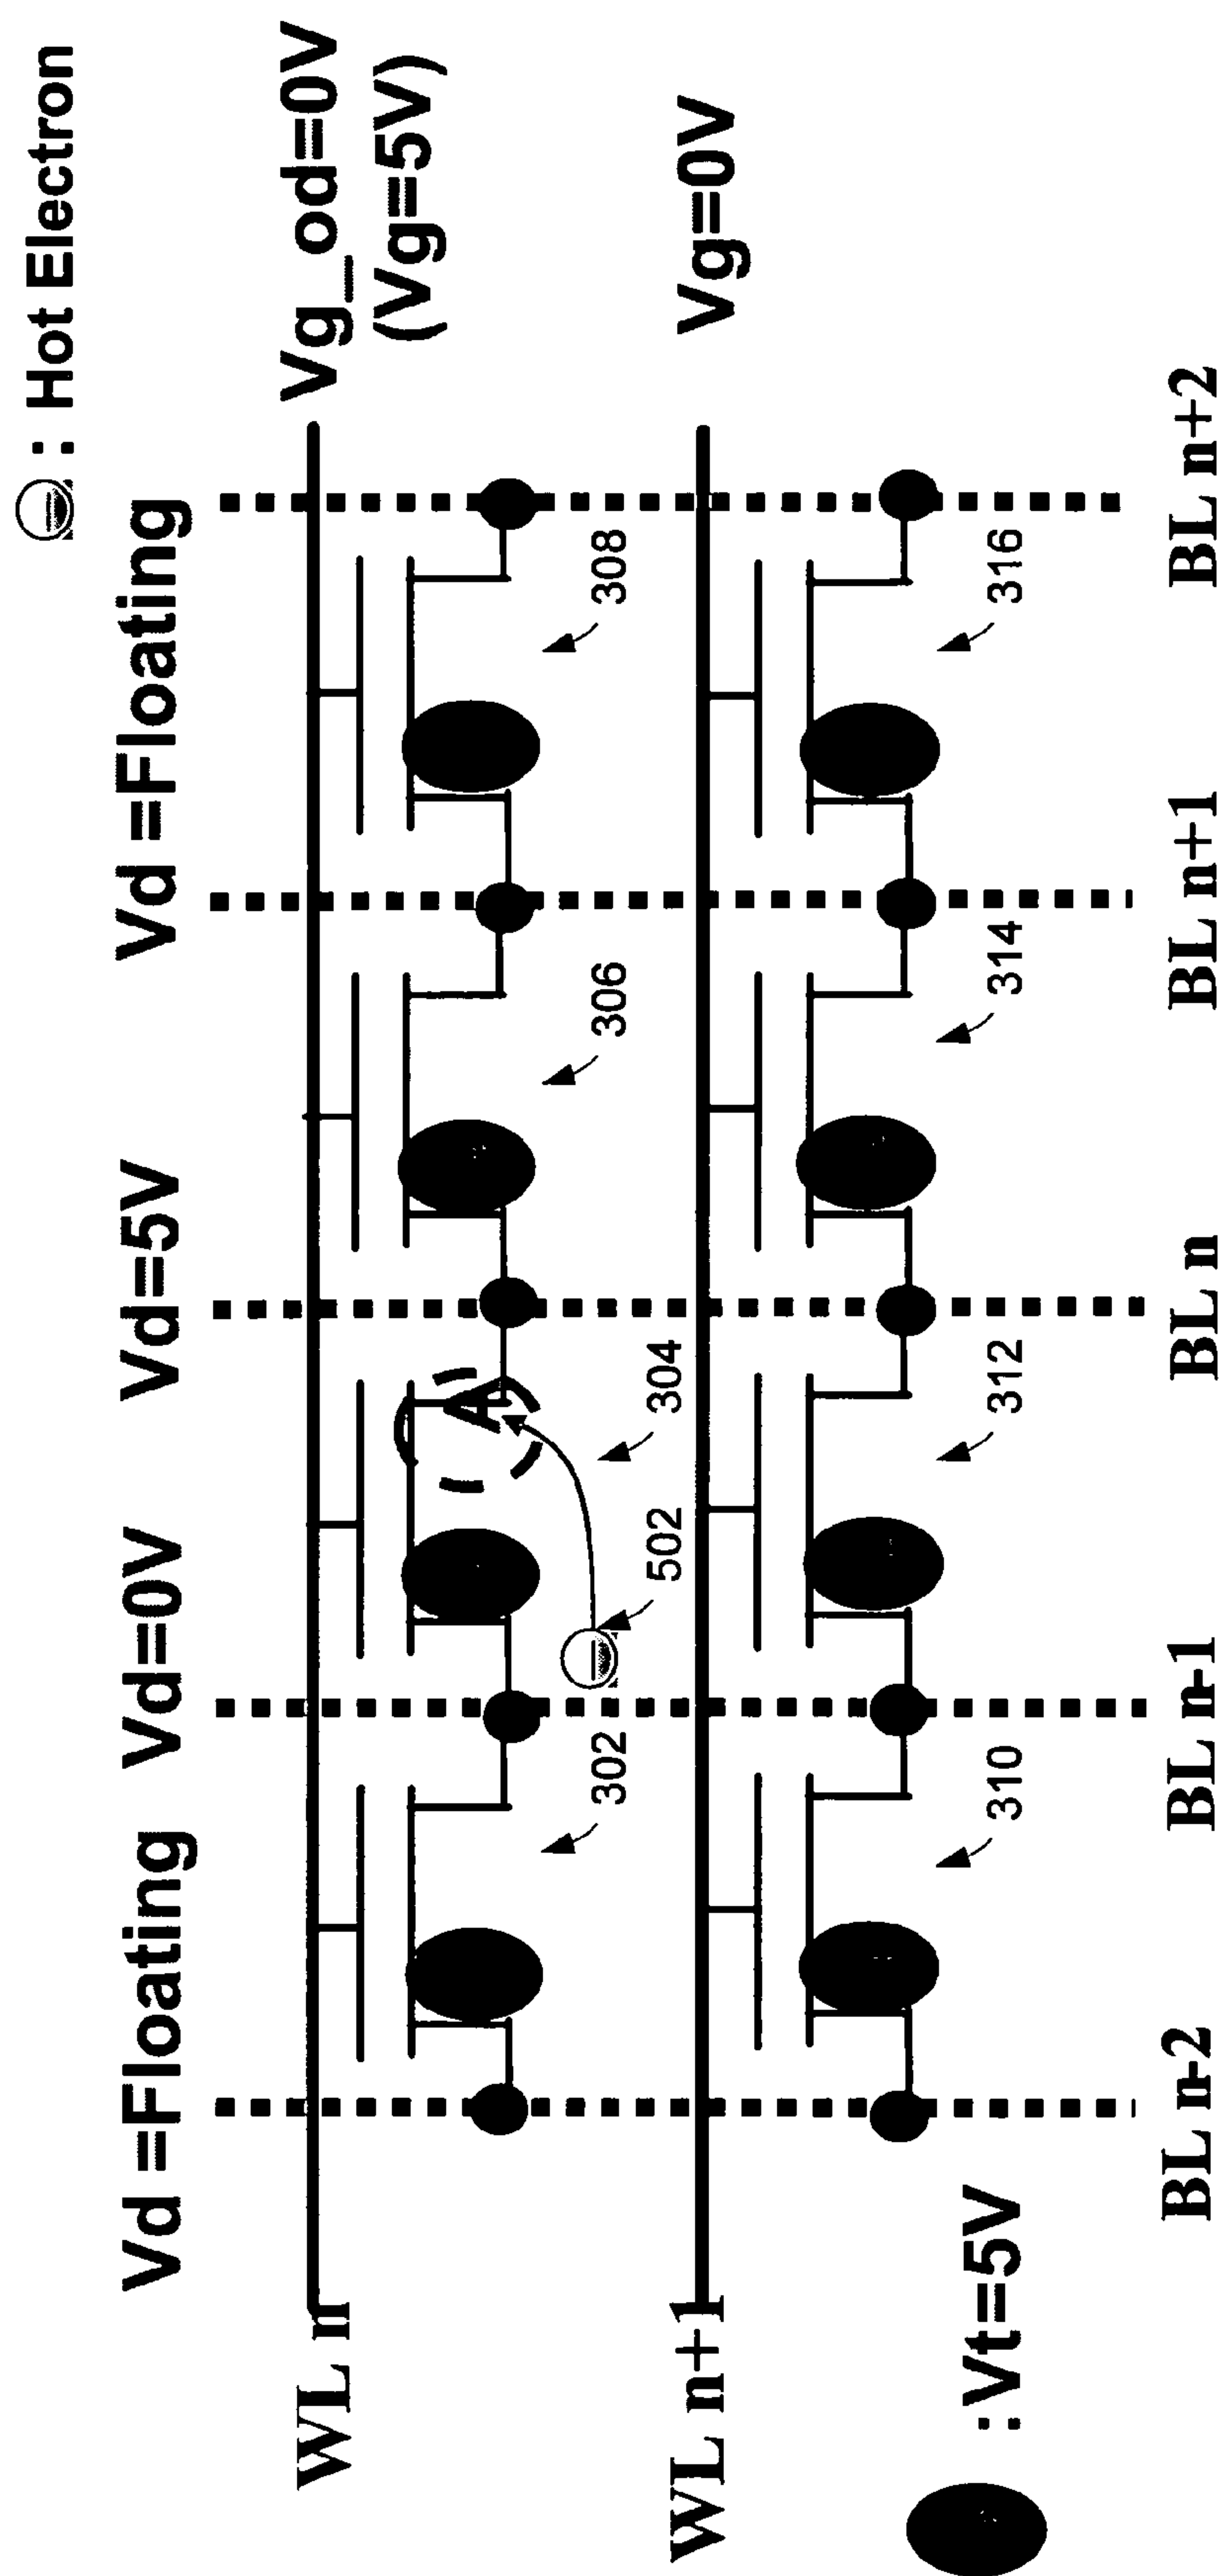 : Hot Electron
Vd =Floating
Vd=0V
Vd=5V
Vd =Floating
Vg_od=0V
(Vg=5V)
WL n
A
302
502
304
306
308
Vg=0V
WL n+1
310
312
314
316
:Vt=5V
BL n-2
BL n-1
BL n
BL n+1
BL n+2